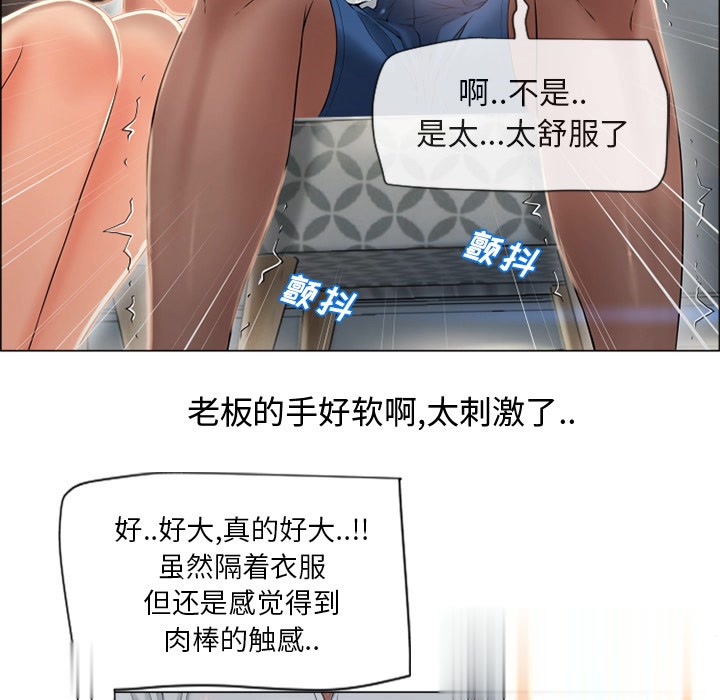 啊..不是..
是太...太舒服了
颤抖
颤抖
老板的手好软啊,太刺激了..
好..好大,真的好大..!!
虽然隔着衣服
但还是感觉得到
肉棒的触感..